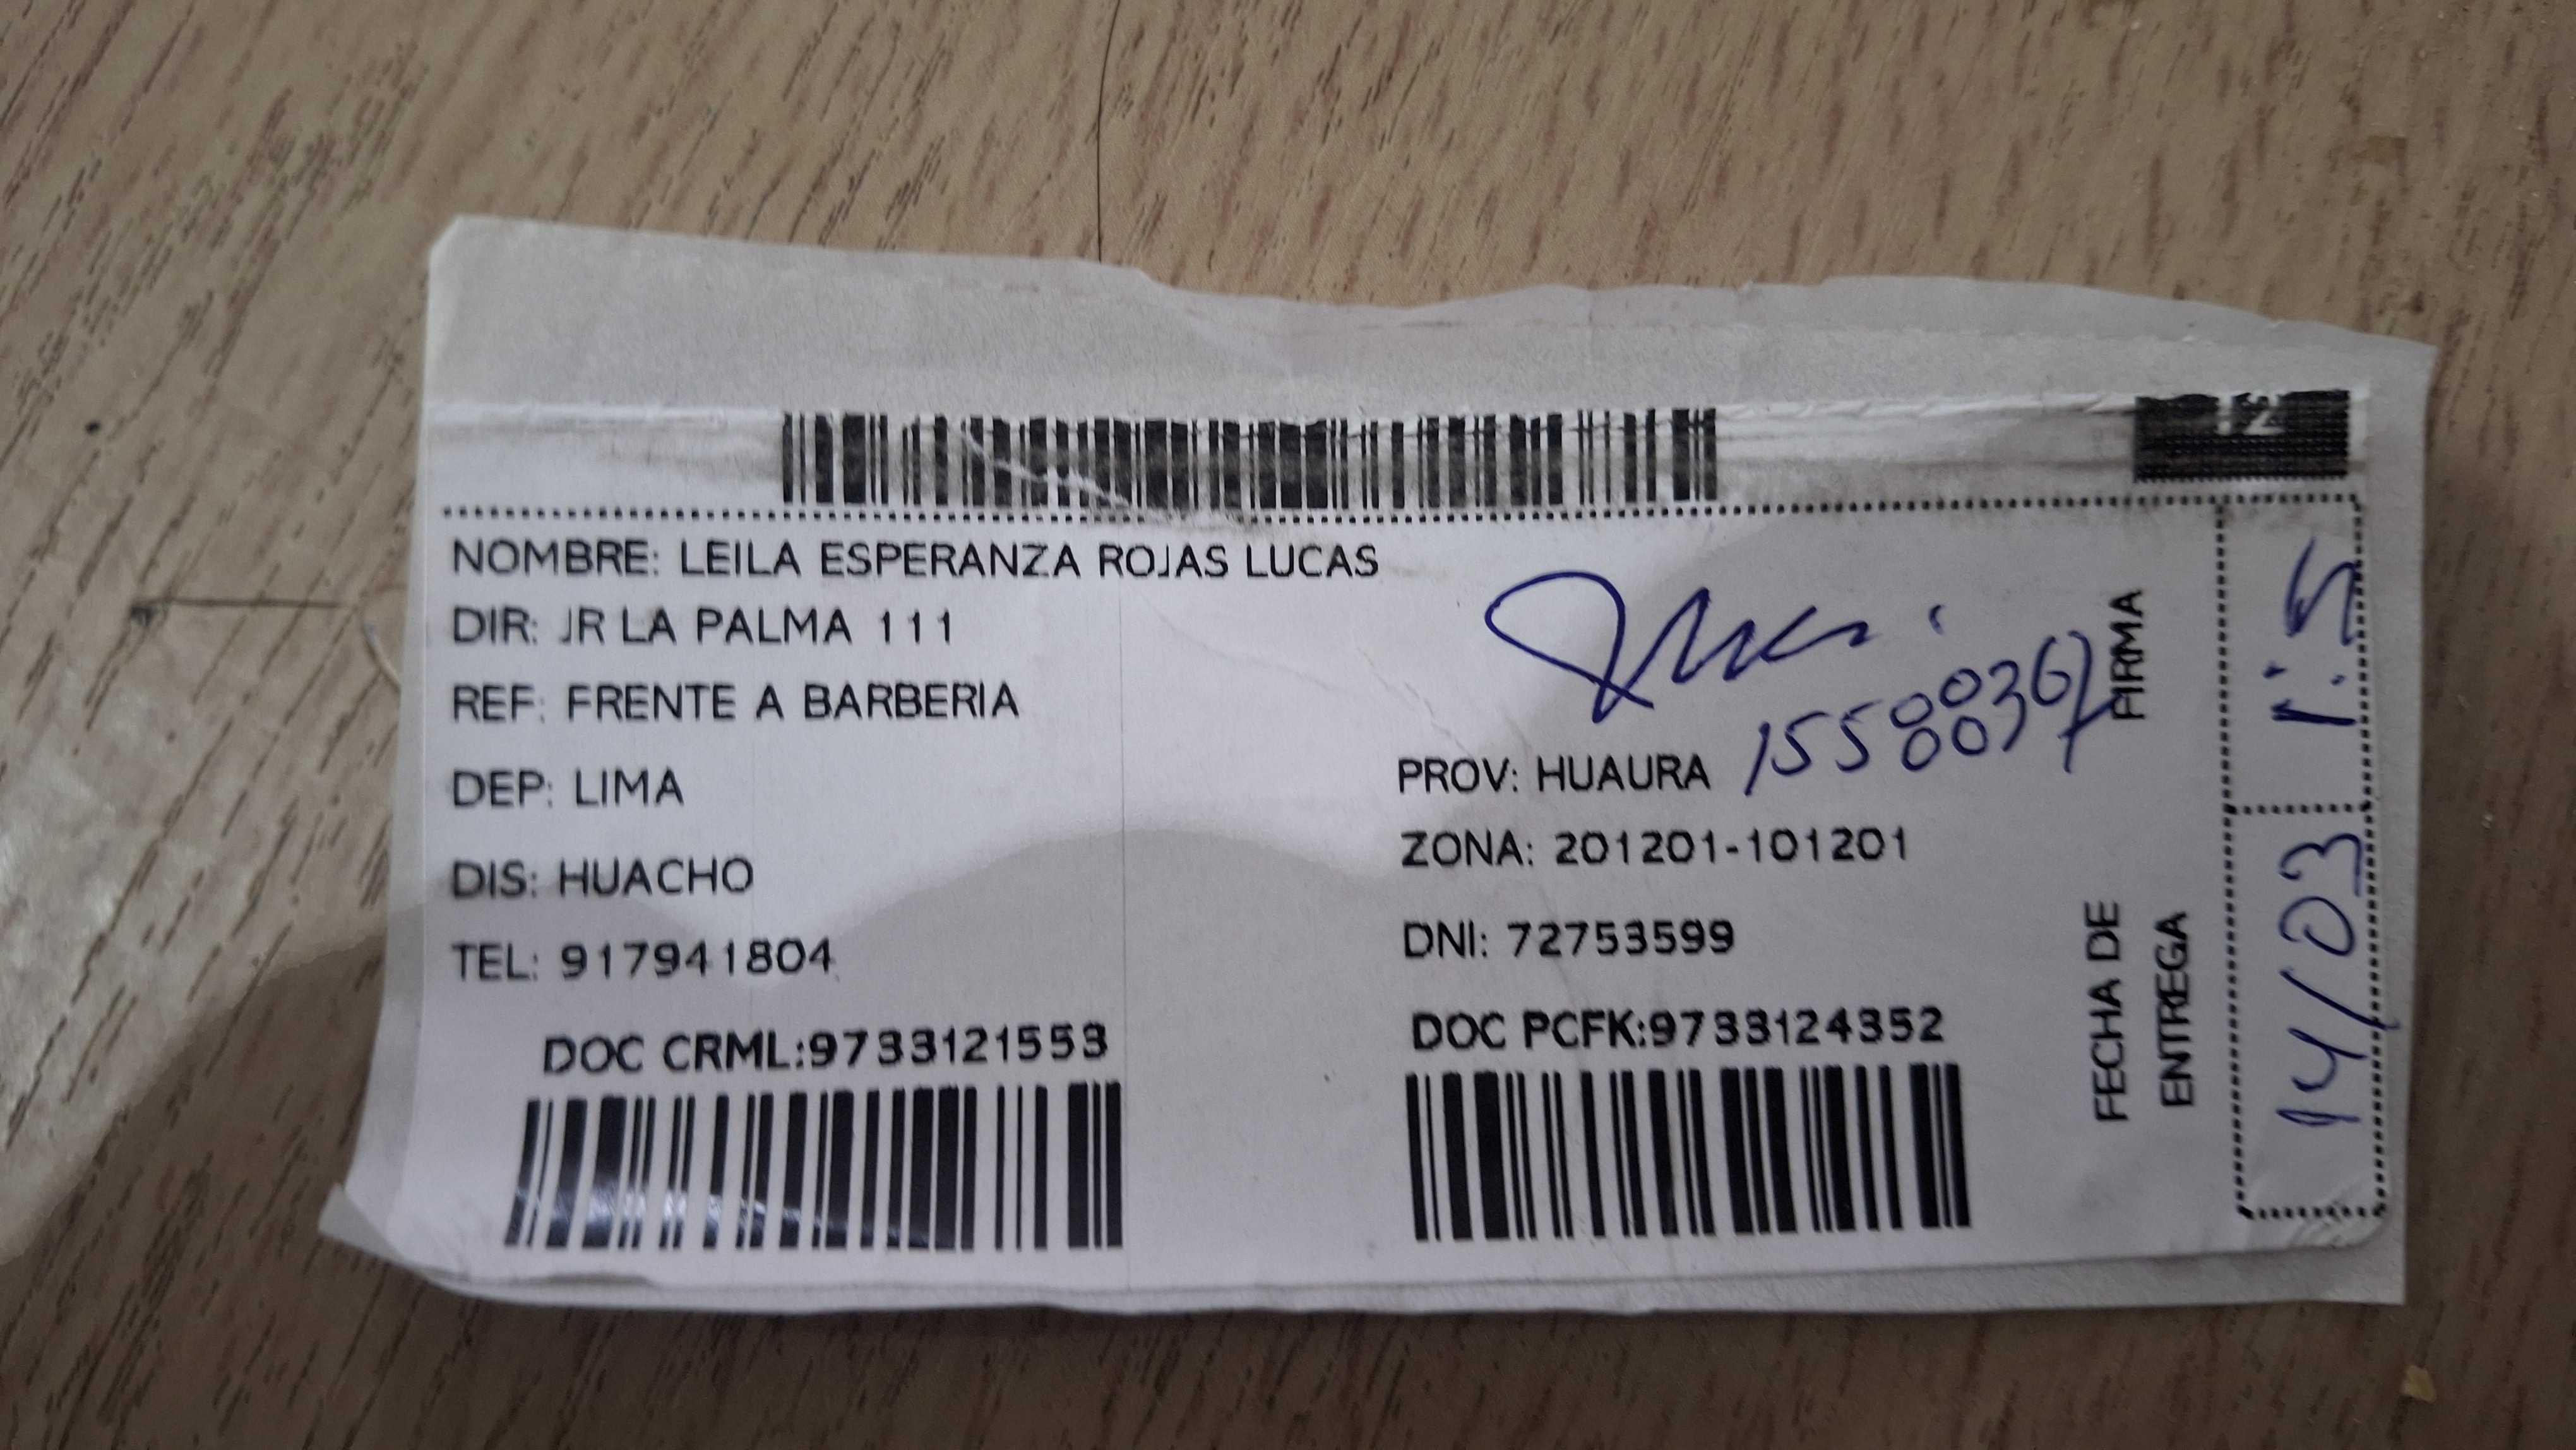 12
NOMBRE: LEILA ESPERANZA ROJAS LUCAS
DIR: JR LA PALMA 111
REF: FRENTE A BARBERIA
DEP: LIMA
PROV: HUAURA
DIS: HUACHO
ZONA: 201201-101201
TEL: 917941804
DNI: 72753599
DOC CRML:9733121553
DOC PCFK:9733124352
FIRMA
FECHA DE
ENTREGA
14/03